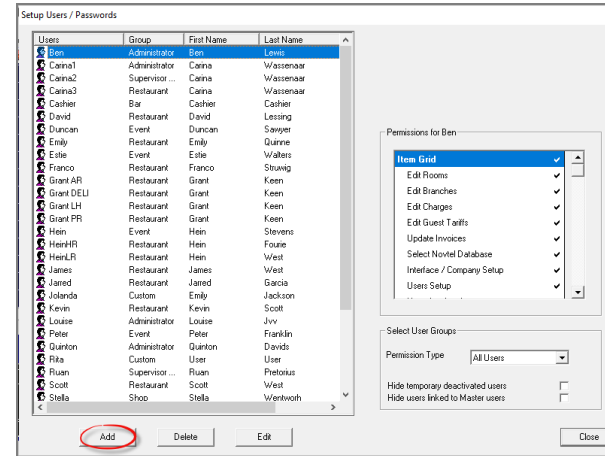 Setup Users / Passwords
Users Group First Name Last Name
Ben Administrator Ben Lewis
Carina1 Administrator Carina Wassenaar
Carina2 Supervisor ... Carina Wassenaar
Carina3 Restaurant Carina Wassenaar
Cashier Bar Cashier Cashier
David Restaurant David Lessing
Duncan Event Duncan Sawyer
Emily Restaurant Emily Quinne
Estie Event Estie Walters
Franco Restaurant Franco Struwig
Grant AR Restaurant Grant Keen
Grant DELI Restaurant Grant Keen
Grant LH Restaurant Grant Keen
Grant PR Restaurant Grant Keen
Hein Event Hein Stevens
HeinHR Restaurant Hein Fourie
HeinLR Restaurant Hein West
James Restaurant James West
Jarred Restaurant Jarred Garcia
Jolanda Custom Emily Jackson
Kevin Restaurant Kevin Scott
Louise Administrator Louise Jvv
Peter Event Peter Franklin
Quinton Administrator Quinton Davids
Rita Custom User User
Ruan Supervisor ... Ruan Pretorius
Scott Restaurant Scott West
Stella Shop Stella Wentworh
Add Delete Edit
Permissions for Ben
Item Grid
Edit Rooms
Edit Branches
Edit Charges
Edit Guest Tariffs
Update Invoices
Select Novtel Database
Interface / Company Setup
Users Setup
Select User Groups
Permission Type All Users
Hide temporary deactivated users
Hide users linked to Master users
Close